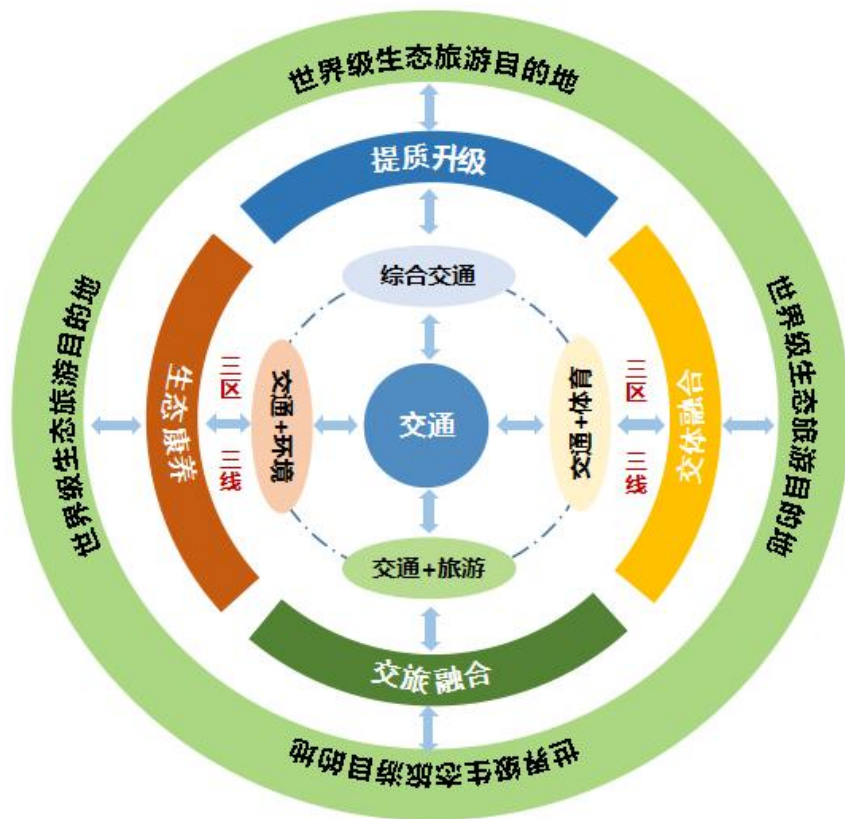 世界级生态旅游目的地
提质升级
综合交通
世界级生态旅游目的地
生态康养
三区
三线
交通+环境
交通
交通+体育
三区
三线
交体融合
世界级生态旅游目的地
交通+旅游
交旅融合
世界级生态旅游目的地